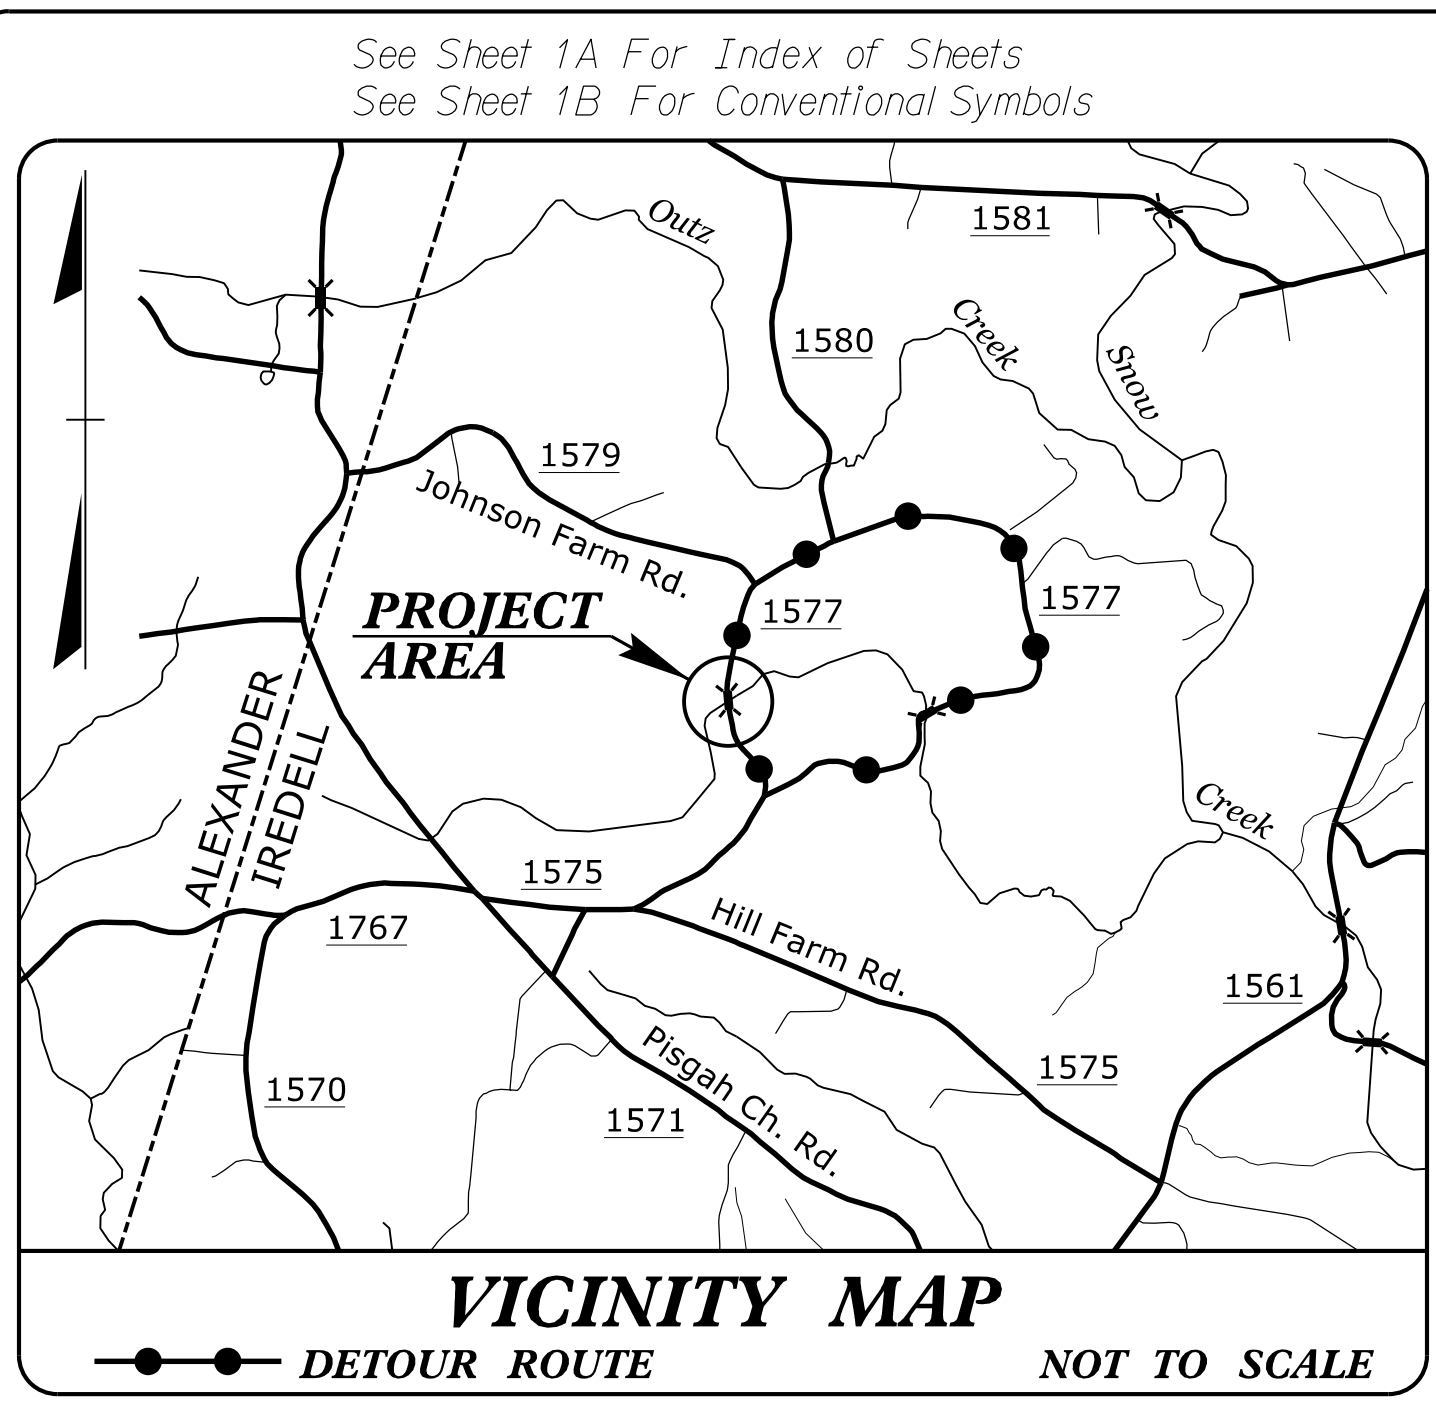 See Sheet 1A For Index of Sheets
See Sheet 1B For Conventional Symbols
Outz
1581
1580
Creek
Snow
1579
Johnson Farm Rd.
PROJECT
AREA
1577
1577
ALEXANDER
IREDELL
Creek
1575
1767
Hill Farm Rd.
1561
1575
1570
Pisgah Ch. Rd.
1571
VICINITY MAP
DETOUR ROUTE
NOT TO SCALE